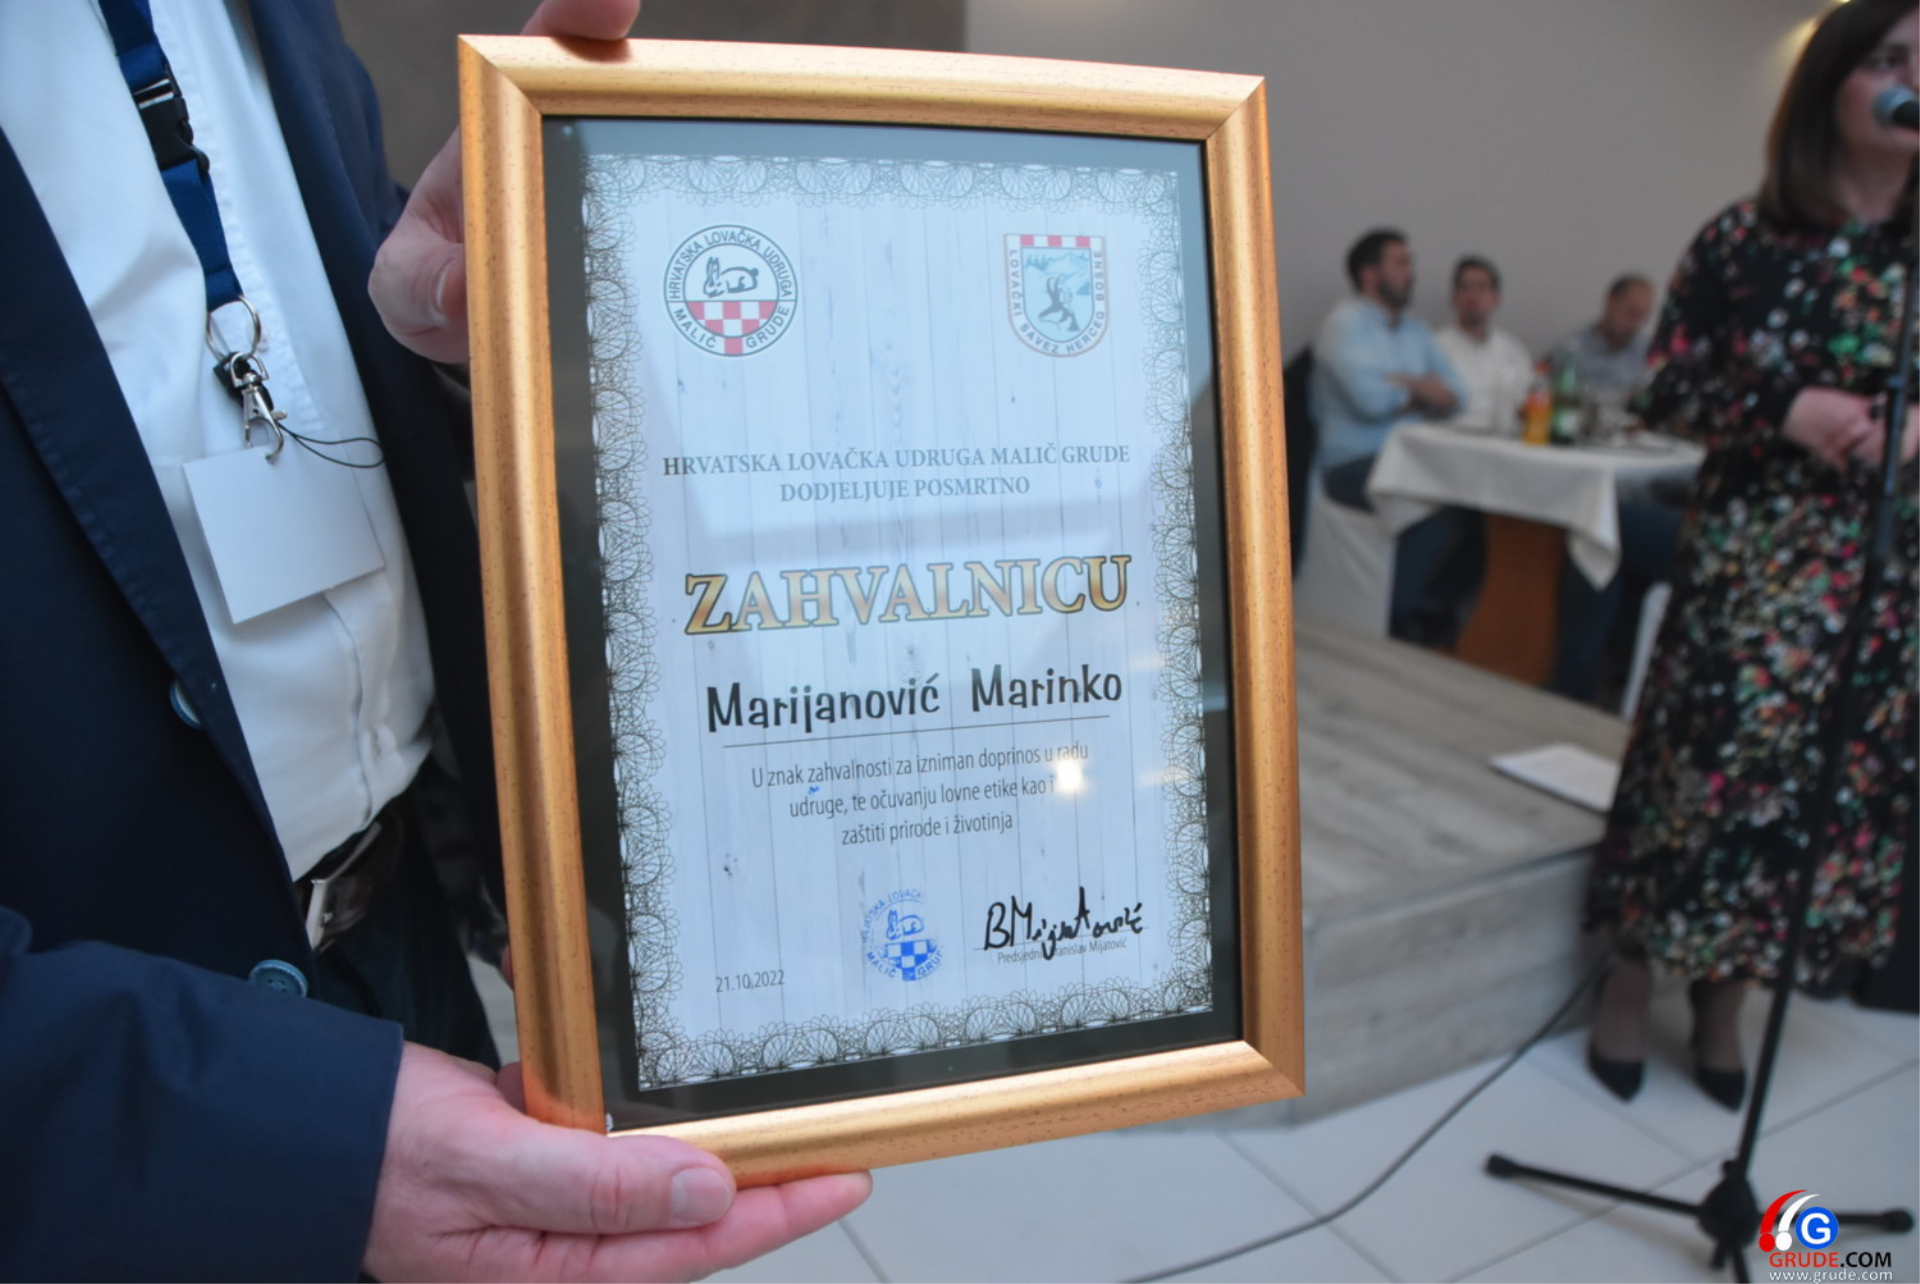 HRVATSKA LOVAČKA UDRUGA
MALIČ GRUDE
LOVAČKI SAVEZ HERCEG BOSNE
HRVATSKA LOVAČKA UDRUGA MALIČ GRUDE
DODJELJUJE POSMRTNO
ZAHVALNICU
Marijanović Marinko
U znak zahvalnosti za izniman doprinos u radu
udruge, te očuvanju lovne etike kao i
zaštiti prirode i životinja
MALIČ GRUDE
BMijatović
Mijatović
21.10.2022
G
GRUDE.COM
www.grude.com